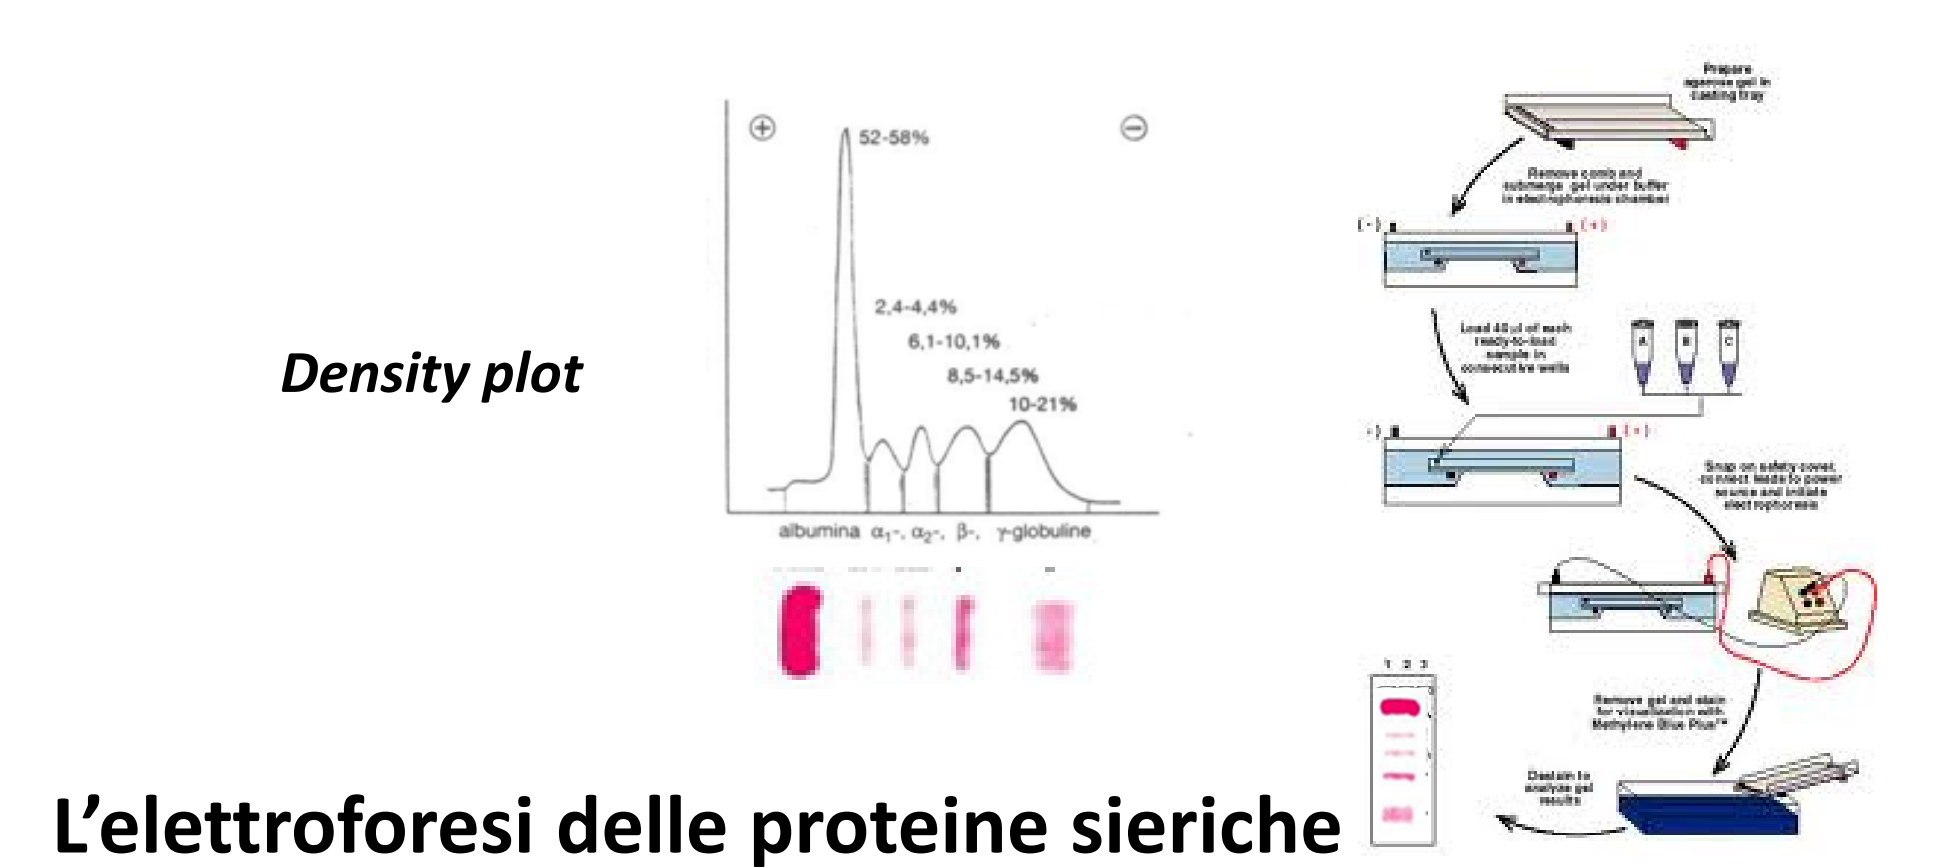 Density plot
+
−
52-58%
2,4-4,4%
6,1-10,1%
8,5-14,5%
10-21%
albumina α₁-, α₂-, β-, γ-globuline
Prepare
agarose gel in
casting tray
Remove comb and
submerge gel under buffer
in electrophoresis chamber
(-)
(+)
Load 40 µl of each
ready-to-load
sample in
consecutive wells
A B C
-)
(+)
Snap on safety cover,
connect leads to power
source and initiate
electrophoresis
Remove gel and stain
for visualization with
Methylene Blue Plus™
1 2 3
Destain to
analyze gel
results
L’elettroforesi delle proteine sieriche